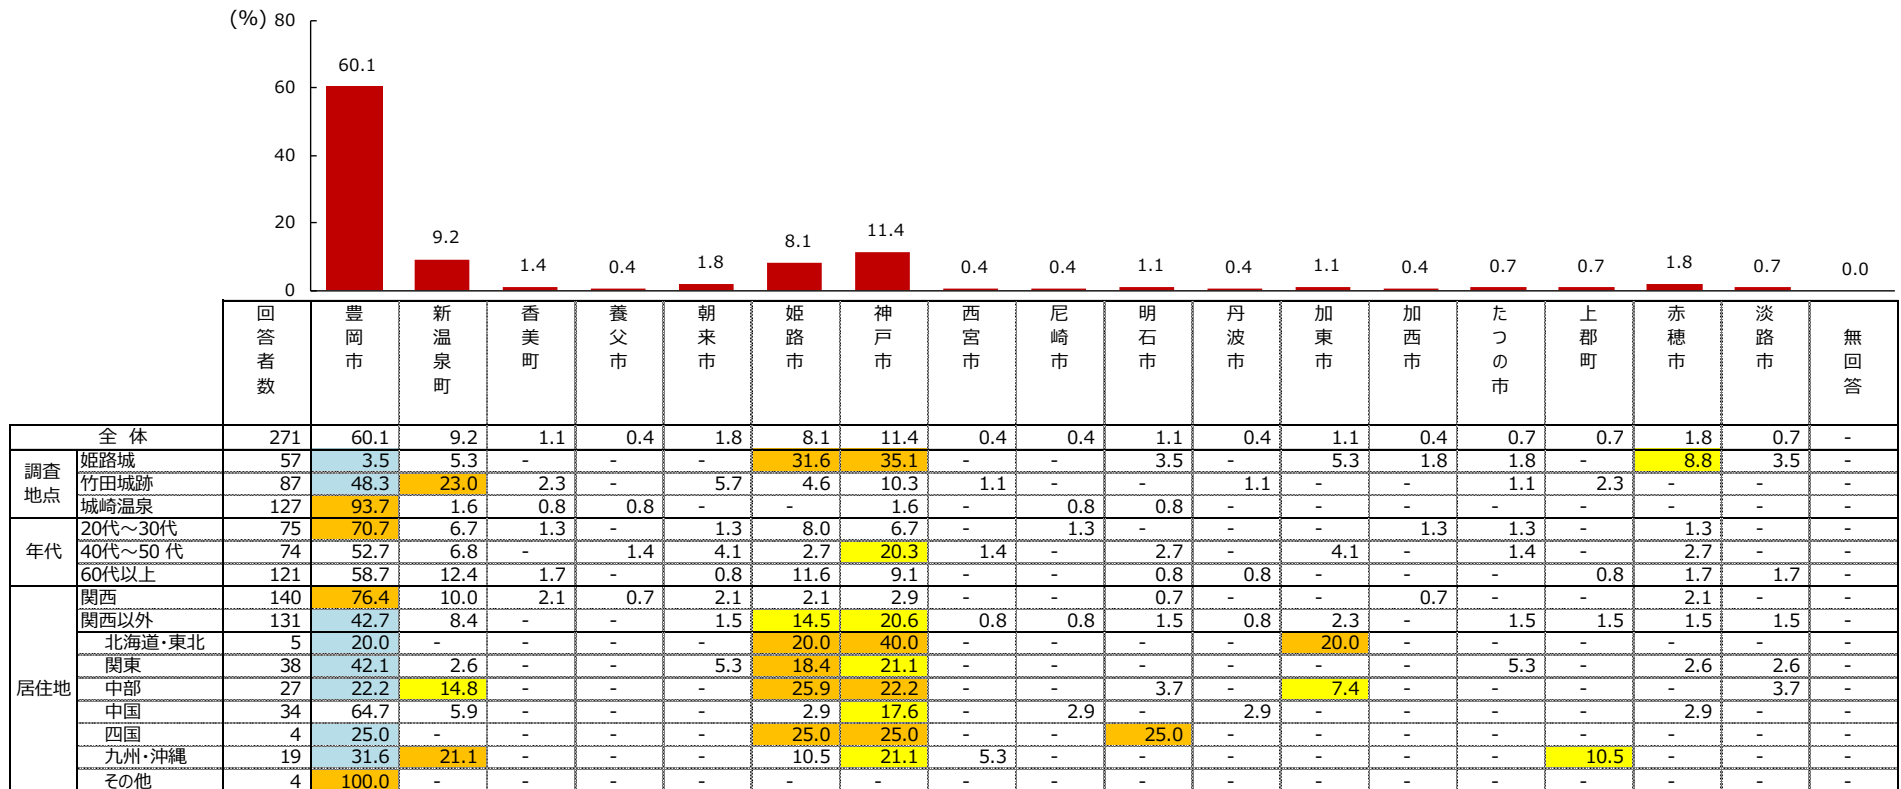 (%)
80
60
40
20
0
60.1 9.2 1.4 0.4 1.8 8.1 11.4 0.4 0.4 1.1 0.4 1.1 0.4 0.7 0.7 1.8 0.7 0.0
回答者数 豊岡市 新温泉町 香美町 養父市 朝来市 姫路市 神戸市 西宮市 尼崎市 明石市 丹波市 加東市 加西市 たつの市 上郡町 赤穂市 淡路市 無回答
全 体 271 60.1 9.2 1.1 0.4 1.8 8.1 11.4 0.4 0.4 1.1 0.4 1.1 0.4 0.7 0.7 1.8 0.7 -
調査地点
姫路城 57 3.5 5.3 - - - 31.6 35.1 - - 3.5 - 5.3 1.8 1.8 - 8.8 3.5 -
竹田城跡 87 48.3 23.0 2.3 - 5.7 4.6 10.3 1.1 - - 1.1 - - 1.1 2.3 - - -
城崎温泉 127 93.7 1.6 0.8 0.8 - - 1.6 - 0.8 0.8 - - - - - - - -
年代
20代～30代 75 70.7 6.7 1.3 - 1.3 8.0 6.7 - 1.3 - - - 1.3 1.3 - 1.3 - -
40代～50 代 74 52.7 6.8 - 1.4 4.1 2.7 20.3 1.4 - 2.7 - 4.1 - 1.4 - 2.7 - -
60代以上 121 58.7 12.4 1.7 - 0.8 11.6 9.1 - - 0.8 0.8 - - - 0.8 1.7 1.7 -
居住地
関西 140 76.4 10.0 2.1 0.7 2.1 2.1 2.9 - - 0.7 - - 0.7 - - 2.1 - -
関西以外 131 42.7 8.4 - - 1.5 14.5 20.6 0.8 0.8 1.5 0.8 2.3 - 1.5 1.5 1.5 1.5 -
北海道・東北 5 20.0 - - - - 20.0 40.0 - - - - 20.0 - - - - - -
関東 38 42.1 2.6 - - 5.3 18.4 21.1 - - - - - - 5.3 - 2.6 2.6 -
中部 27 22.2 14.8 - - - 25.9 22.2 - - 3.7 - 7.4 - - - - 3.7 -
中国 34 64.7 5.9 - - - 2.9 17.6 - 2.9 - 2.9 - - - - 2.9 - -
四国 4 25.0 - - - - 25.0 25.0 - - 25.0 - - - - - - - -
九州・沖縄 19 31.6 21.1 - - - 10.5 21.1 5.3 - - - - - - 10.5 - - -
その他 4 100.0 - - - - - - - - - - - - - - - - -